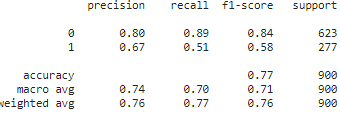 precision recall f1-score support
0 0.80 0.89 0.84 623
1 0.67 0.51 0.58 277
accuracy 0.77 900
macro avg 0.74 0.70 0.71 900
weighted avg 0.76 0.77 0.76 900